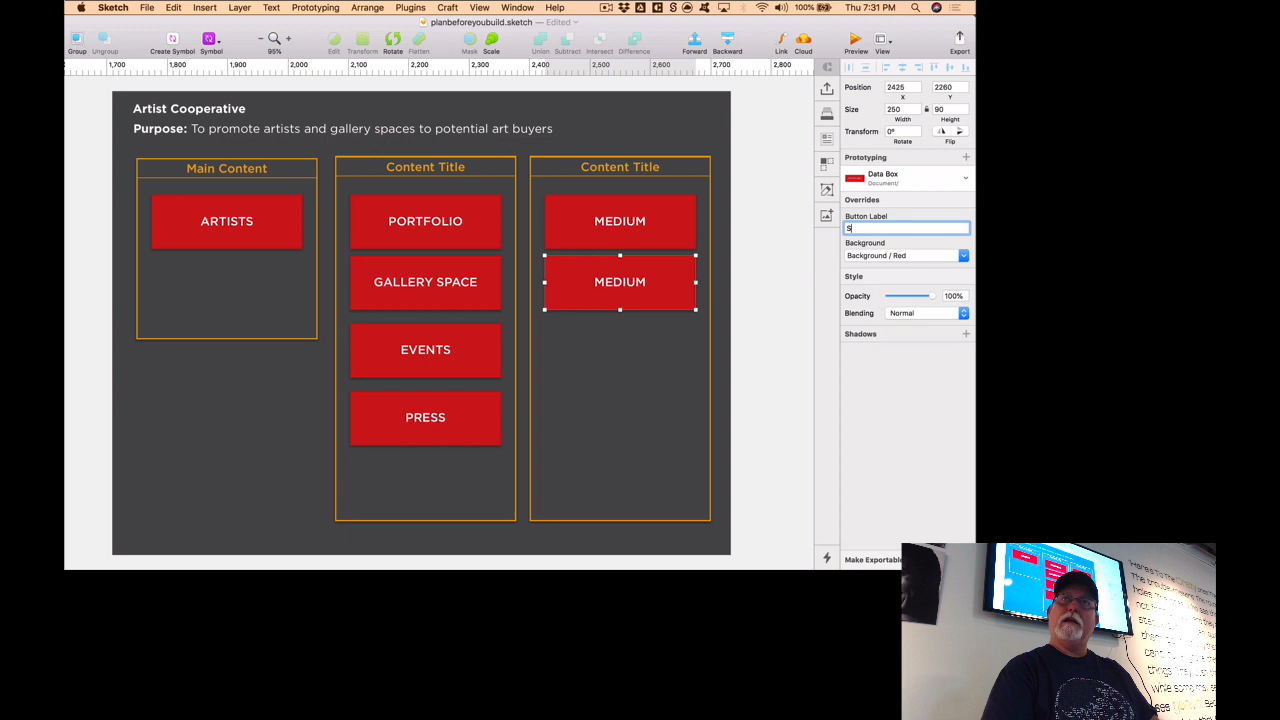 Sketch File Edit Insert Layer Text Prototyping Arrange Plugins Craft View Window Help 100% Thu 7:31 PM
planbeforeyoubuild.sketch — Edited
Group Ungroup Create Symbol Symbol 95% Edit Transform Rotate Flatten Mask Scale Union Subtract Intersect Difference Forward Backward Link Cloud Preview View Export
1,700 1,800 1,900 2,000 2,100 2,200 2,300 2,400 2,500 2,600 2,700 2,800
Artist Cooperative
Purpose: To promote artists and gallery spaces to potential art buyers
Main Content
ARTISTS
Content Title
PORTFOLIO
GALLERY SPACE
EVENTS
PRESS
Content Title
MEDIUM
MEDIUM
Position 2425 2260
X Y
Size 250 90
Width Height
Transform 0°
Rotate Flip
Prototyping
Data Box
Document/
Overrides
Button Label
S
Background
Background / Red
Style
Opacity 100%
Blending Normal
Shadows
Make Exportable